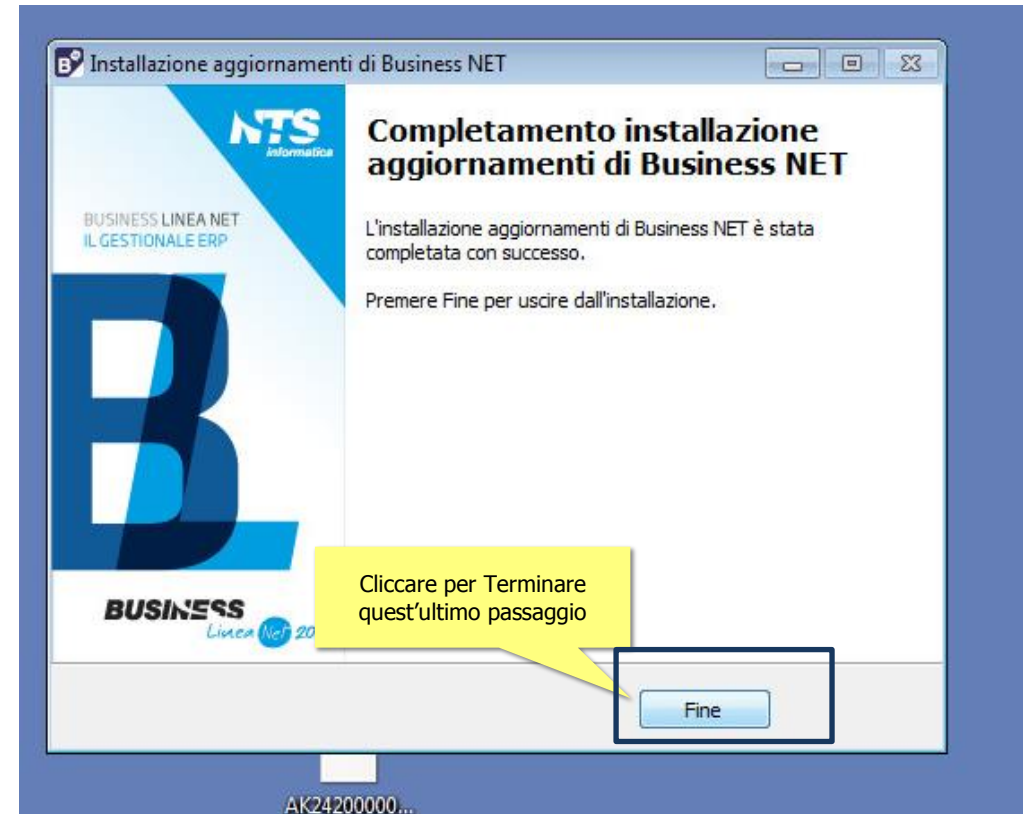 Installazione aggiornamenti di Business NET
NTS
informatica
BUSINESS LINEA NET
IL GESTIONALE ERP
Completamento installazione
aggiornamenti di Business NET
L'installazione aggiornamenti di Business NET è stata
completata con successo.
Premere Fine per uscire dall'installazione.
BL
BUSINESS
Linea Net 20
Cliccare per Terminare
quest’ultimo passaggio
Fine
AK24200000...